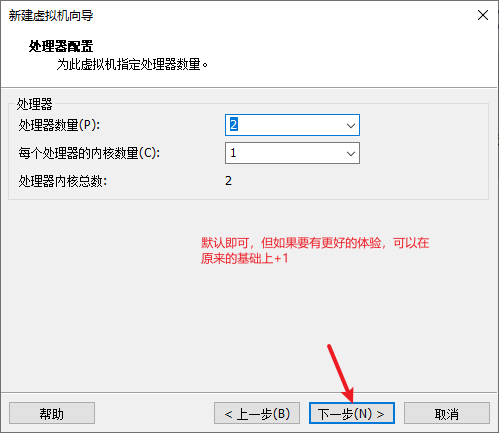 新建虚拟机向导
处理器配置
为此虚拟机指定处理器数量。
处理器
处理器数量(P): 2
每个处理器的内核数量(C): 1
处理器内核总数: 2
默认即可，但如果要有更好的体验，可以在
原来的基础上+1
帮助 < 上一步(B) 下一步(N) > 取消